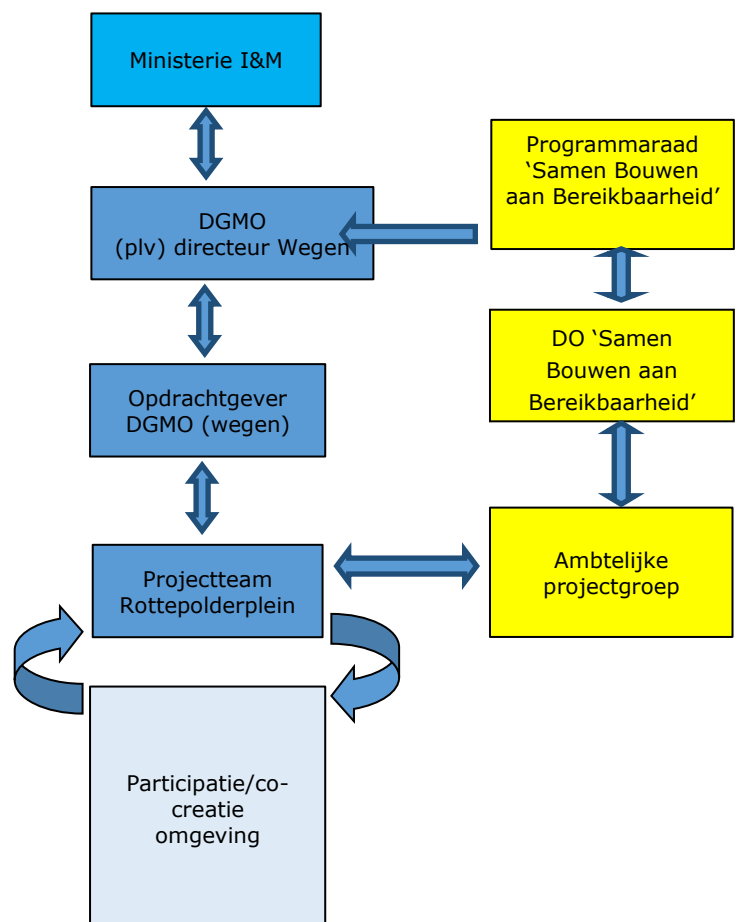 Ministerie I&M
Programmaraad
‘Samen Bouwen
aan Bereikbaarheid’
DGMO
(plv) directeur Wegen
DO ‘Samen
Bouwen aan
Bereikbaarheid’
Opdrachtgever
DGMO (wegen)
Projectteam
Rottepolderplein
Ambtelijke
projectgroep
Participatie/co-
creatie
omgeving